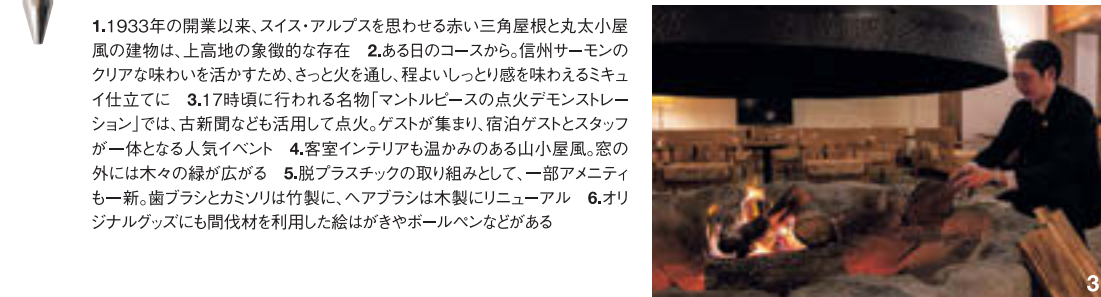 1.1933年の開業以来、スイス・アルプスを思わせる赤い三角屋根と丸太小屋
風の建物は、上高地の象徴的な存在　2.ある日のコースから。信州サーモンの
クリアな味わいを活かすため、さっと火を通し、程よいしっとり感を味わえるミキュ
イ仕立てに　3.17時頃に行われる名物「マントルピースの点火デモンストレー
ション」では、古新聞なども活用して点火。ゲストが集まり、宿泊ゲストとスタッフ
が一体となる人気イベント　4.客室インテリアも温かみのある山小屋風。窓の
外には木々の緑が広がる　5.脱プラスチックの取り組みとして、一部アメニティ
も一新。歯ブラシとカミソリは竹製に、ヘアブラシは木製にリニューアル　6.オリ
ジナルグッズにも間伐材を利用した絵はがきやボールペンなどがある
3